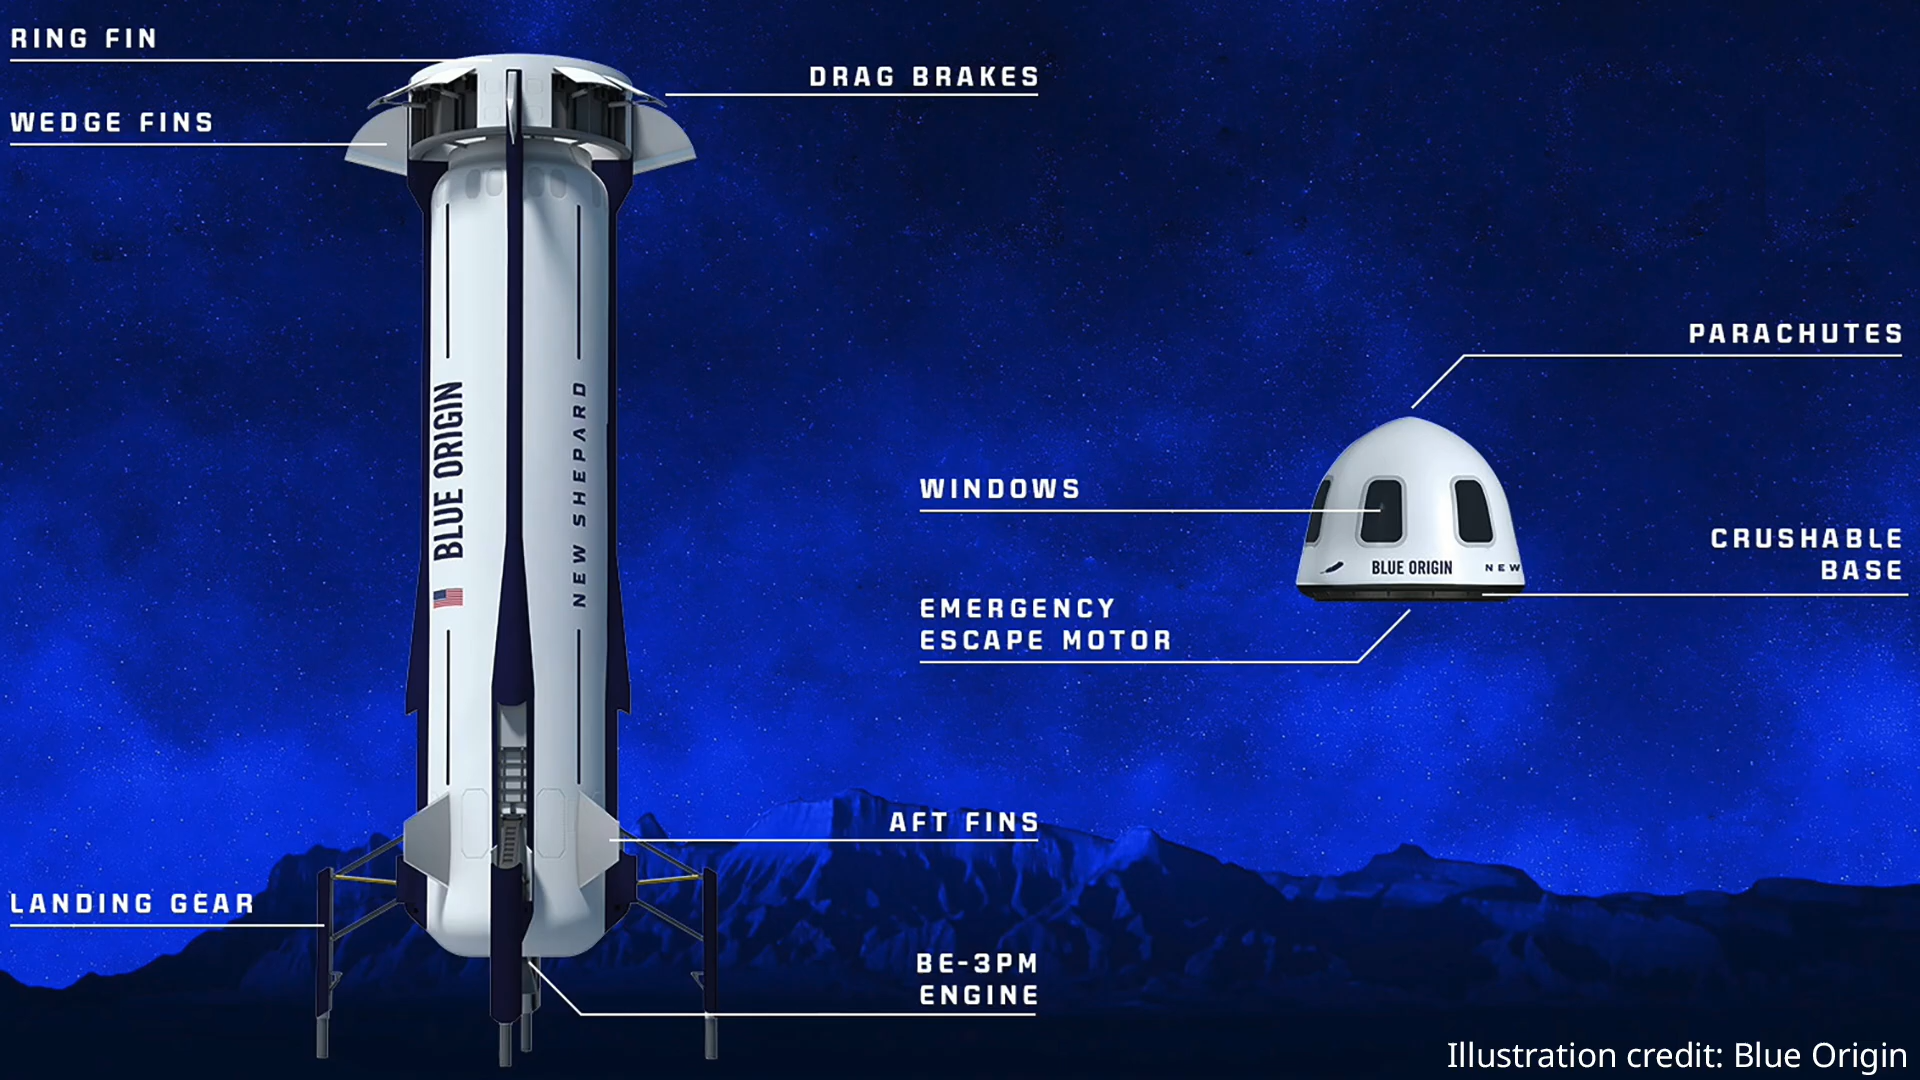 RING FIN
DRAG BRAKES
WEDGE FINS
BLUE ORIGIN
NEW SHEPARD
PARACHUTES
WINDOWS
CRUSHABLE
BASE
BLUE ORIGIN
NEW
EMERGENCY
ESCAPE MOTOR
AFT FINS
LANDING GEAR
BE-3PM
ENGINE
Illustration credit: Blue Origin